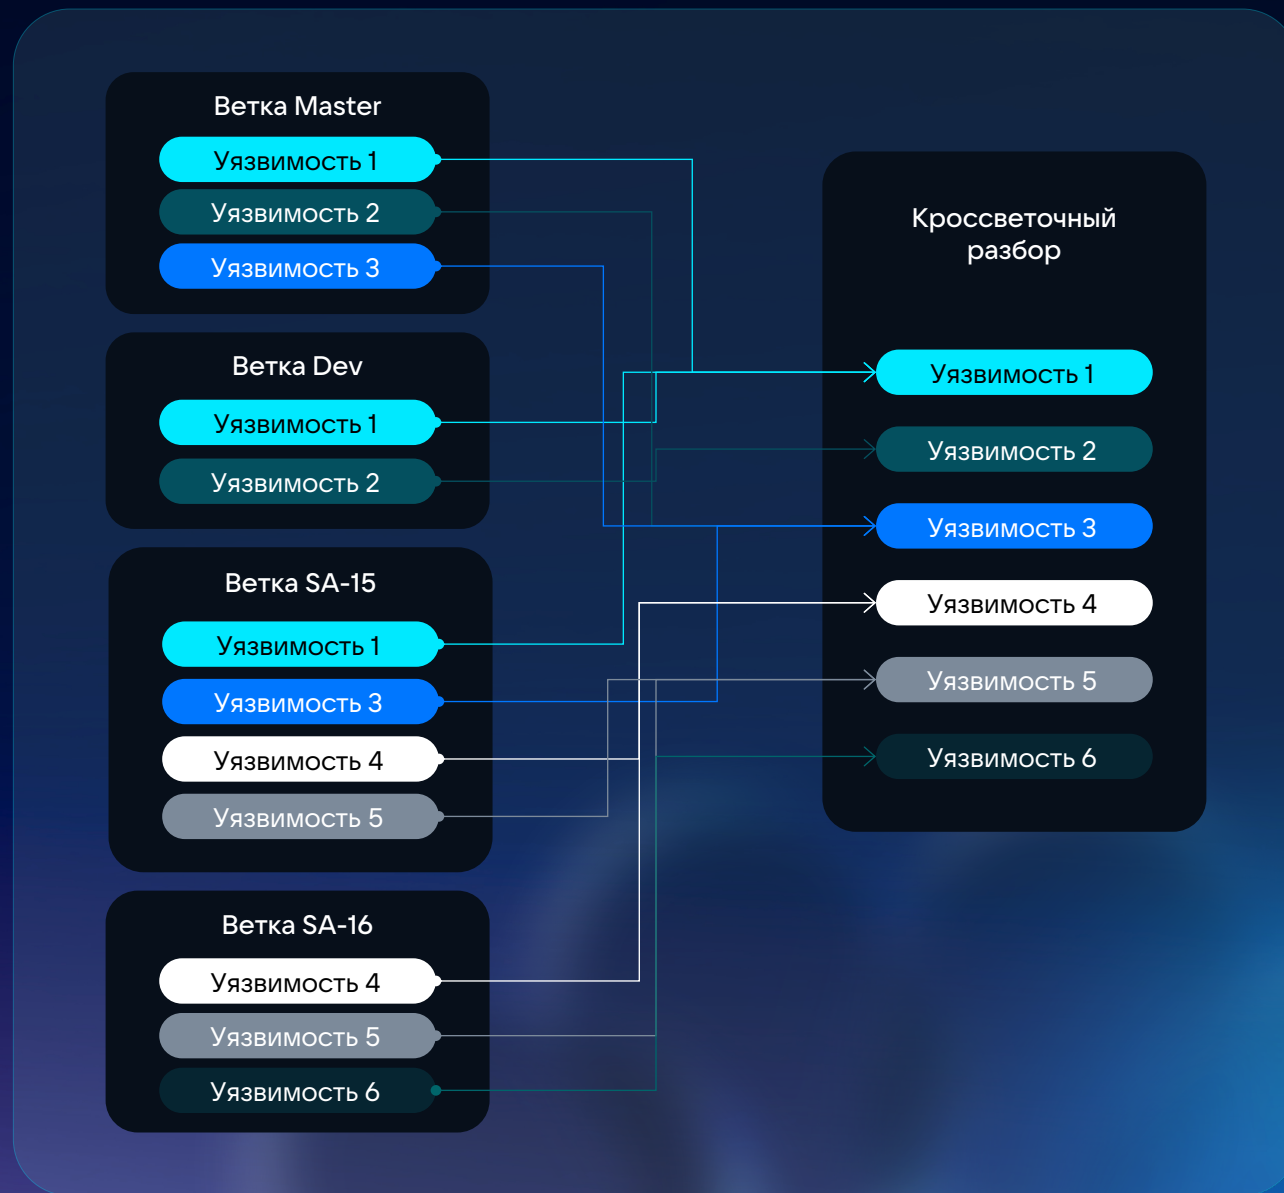 Ветка Master
Уязвимость 1
Уязвимость 2
Уязвимость 3
Ветка Dev
Уязвимость 1
Уязвимость 2
Ветка SA-15
Уязвимость 1
Уязвимость 3
Уязвимость 4
Уязвимость 5
Ветка SA-16
Уязвимость 4
Уязвимость 5
Уязвимость 6
Кроссветочный
разбор
Уязвимость 1
Уязвимость 2
Уязвимость 3
Уязвимость 4
Уязвимость 5
Уязвимость 6